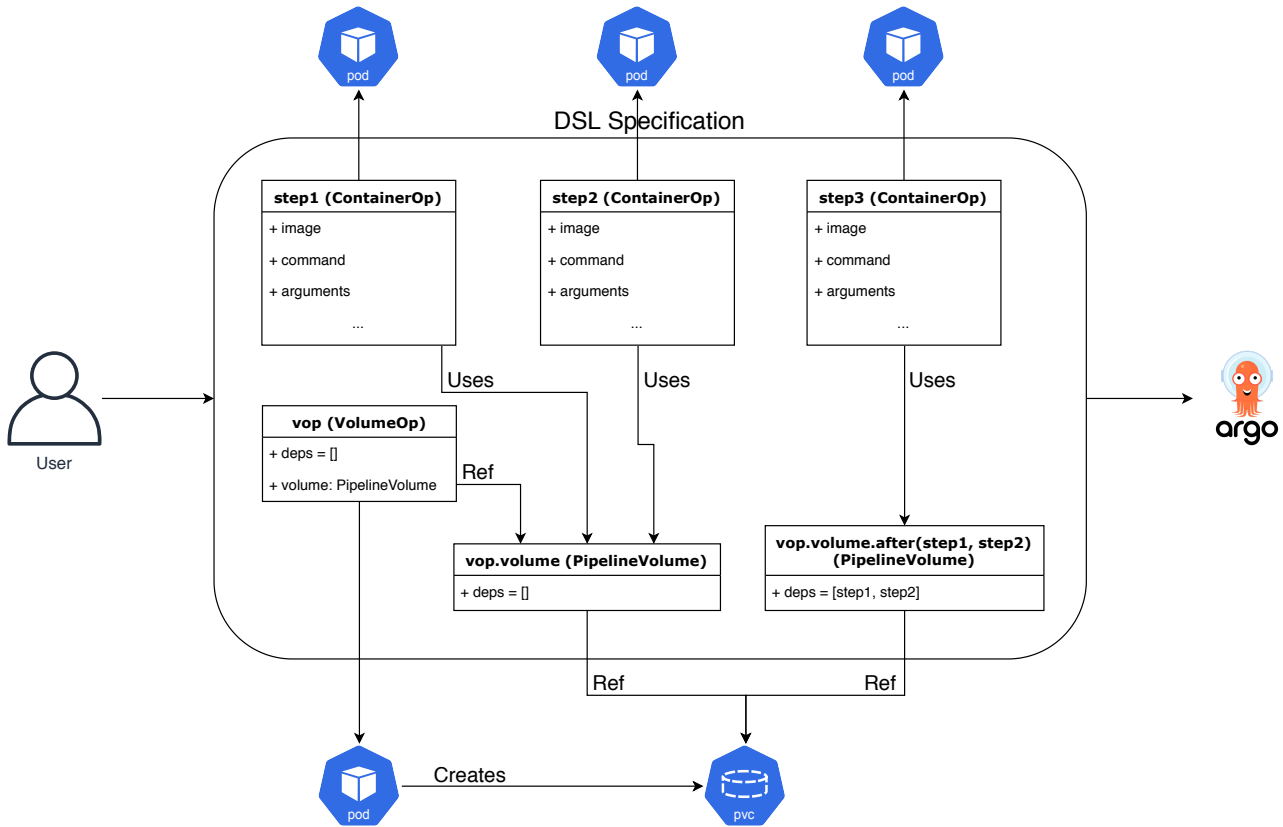 pod
pod
pod
DSL Specification
step1 (ContainerOp)
+ image
+ command
+ arguments
...
step2 (ContainerOp)
+ image
+ command
+ arguments
...
step3 (ContainerOp)
+ image
+ command
+ arguments
...
Uses
Uses
Uses
User
argo
vop (VolumeOp)
+ deps = []
+ volume: PipelineVolume
Ref
vop.volume (PipelineVolume)
+ deps = []
vop.volume.after(step1, step2)
(PipelineVolume)
+ deps = [step1, step2]
Ref
Ref
pod
Creates
pvc